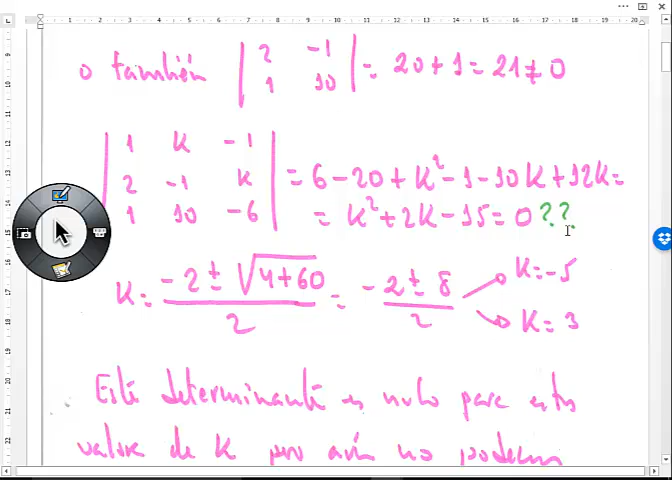 o también | 2 -1 | = 20+1 = 21 ≠ 0
| 1 10 |
| 1 K -1 |
| 2 -1 K | = 6-20+K²-1-10K+12K=
| 1 10 -6 | = K²+2K-15=0 ??
K = (-2 ± √(4+60)) / 2 = (-2 ± 8) / 2
K=-5
K=3
Este determinante es nulo para estos
valores de K pero aún no podemos